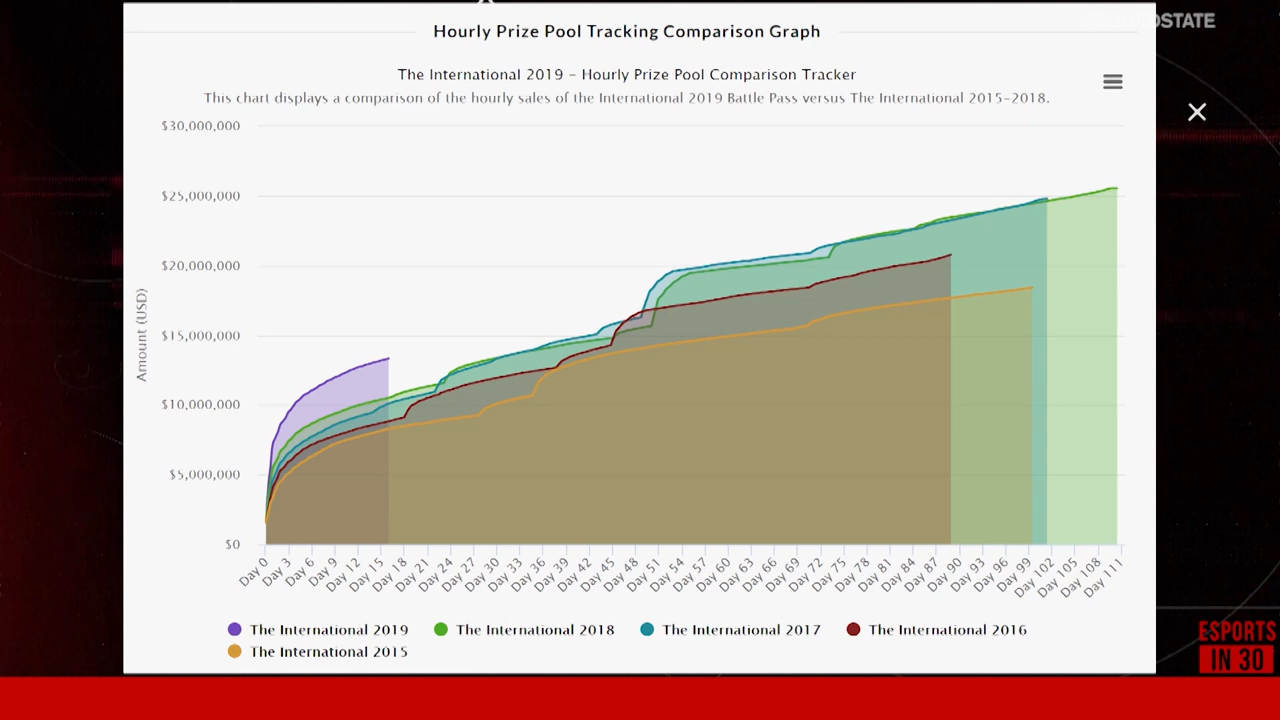 OSTATE
Hourly Prize Pool Tracking Comparison Graph
The International 2019 – Hourly Prize Pool Comparison Tracker
This chart displays a comparison of the hourly sales of the International 2019 Battle Pass versus The International 2015–2018.
$30,000,000
$25,000,000
$20,000,000
$15,000,000
$10,000,000
$5,000,000
$0
Amount (USD)
Day 0 Day 3 Day 6 Day 9 Day 12 Day 15 Day 18 Day 21 Day 24 Day 27 Day 30 Day 33 Day 36 Day 39 Day 42 Day 45 Day 48 Day 51 Day 54 Day 57 Day 60 Day 63 Day 66 Day 69 Day 72 Day 75 Day 78 Day 81 Day 84 Day 87 Day 90 Day 93 Day 96 Day 99 Day 102 Day 105 Day 108 Day 111
The International 2019 The International 2018 The International 2017 The International 2016
The International 2015
ESPORTS
IN 30